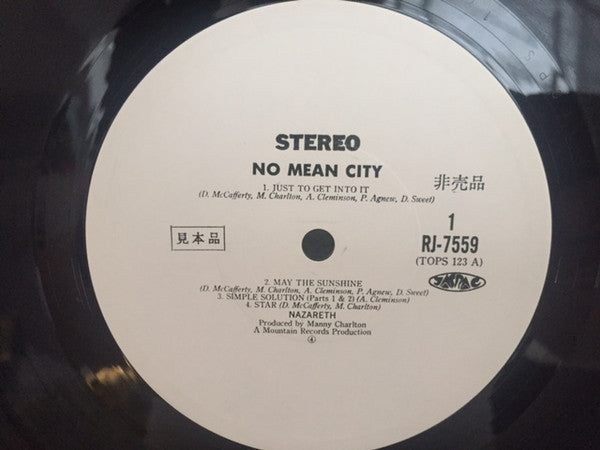 STEREO
NO MEAN CITY
1. JUST TO GET INTO IT
(D. McCafferty, M. Charlton, A. Cleminson, P. Agnew, D. Sweet)
非売品
見本品
1
RJ-7559
(TOPS 123 A)
2. MAY THE SUNSHINE
(D. McCafferty, M. Charlton, A. Cleminson, P. Agnew, D. Sweet)
3. SIMPLE SOLUTION (Parts 1 & 2) (A. Cleminson)
4. STAR (D. McCafferty, M. Charlton)
NAZARETH
Produced by Manny Charlton
A Mountain Records Production
④